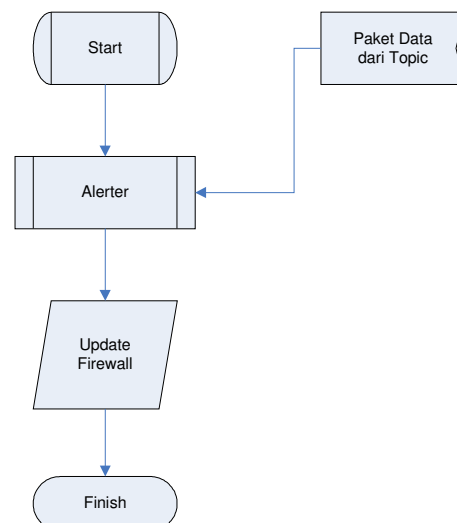 Start
Paket Data
dari Topic
Alerter
Update
Firewall
Finish